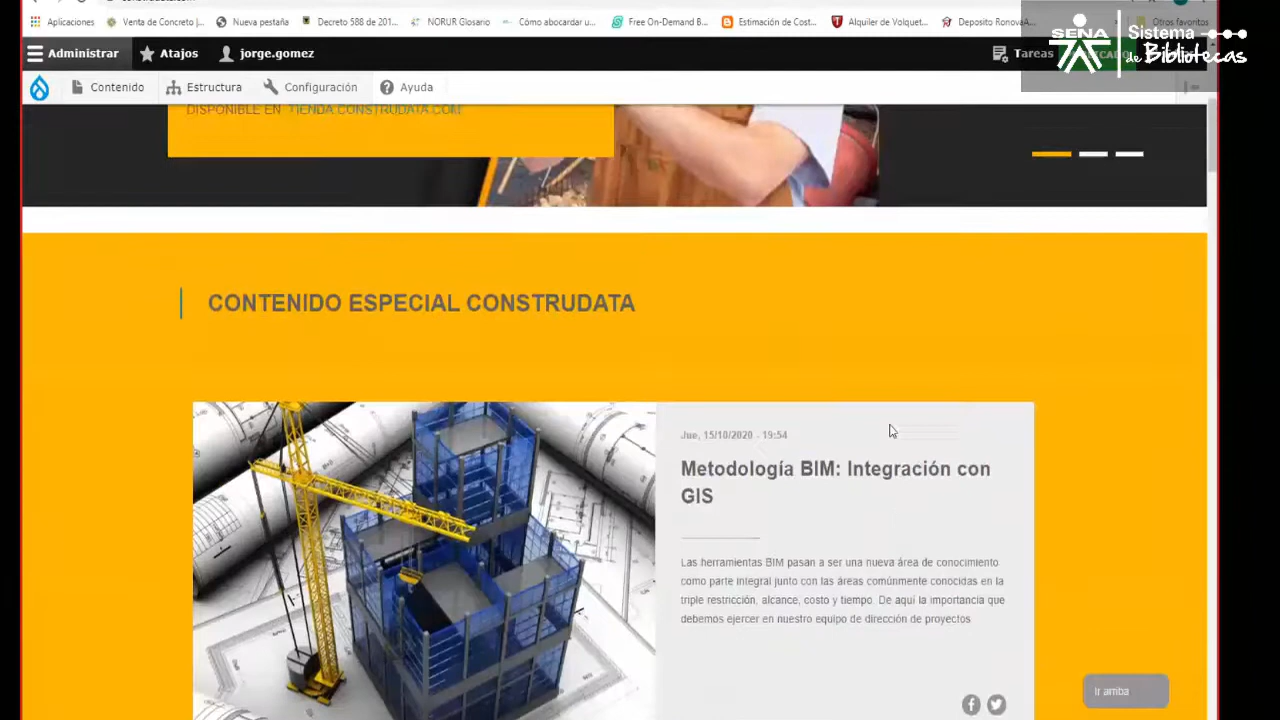 Aplicaciones Venta de Concreto |... Nueva pestaña Decreto 588 de 201... NORUR Glosario Cómo abocardar u... Free On-Demand B... Estimación de Cost... Alquiler de Volquet... Deposito RonovaA... Otros favoritos
SENA Sistema de Bibliotecas
Administrar Atajos jorge.gomez Tareas
Contenido Estructura Configuración Ayuda
DISPONIBLE EN TIENDA.CONSTRUDATA.COM
CONTENIDO ESPECIAL CONSTRUDATA
Jue, 15/10/2020 - 19:54
Metodología BIM: Integración con
GIS
Las herramientas BIM pasan a ser una nueva área de conocimiento
como parte integral junto con las áreas comúnmente conocidas en la
triple restricción, alcance, costo y tiempo. De aquí la importancia que
debemos ejercer en nuestro equipo de dirección de proyectos
Ir arriba